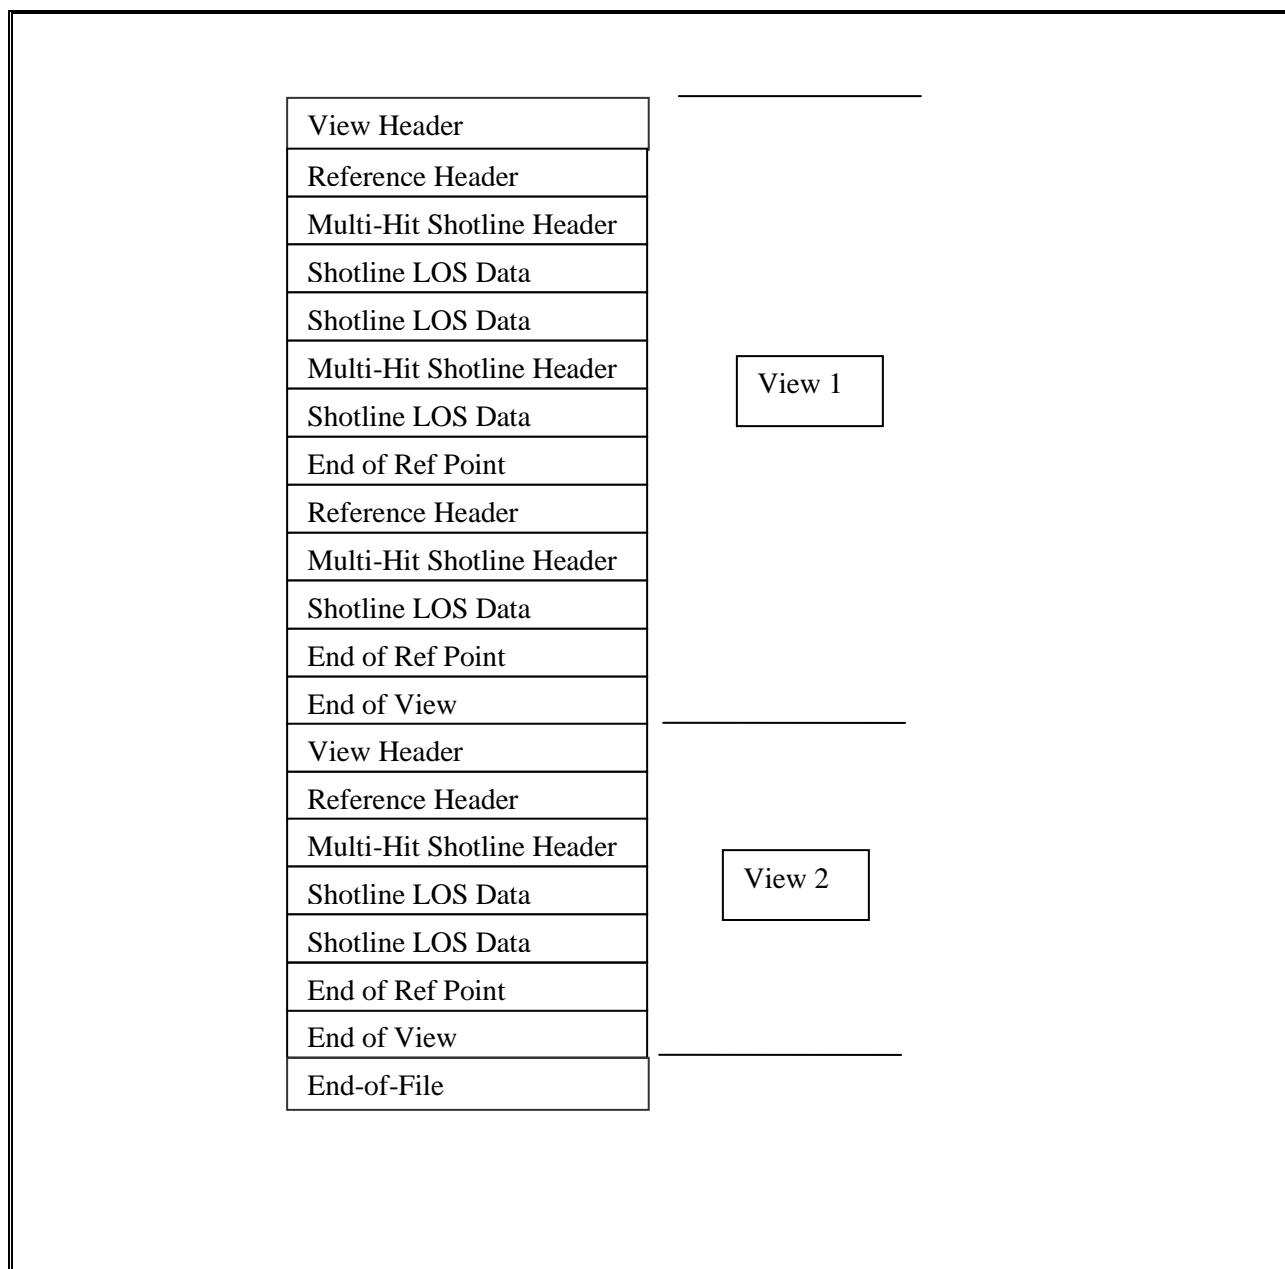 View Header
Reference Header
Multi-Hit Shotline Header
Shotline LOS Data
Shotline LOS Data
Multi-Hit Shotline Header
Shotline LOS Data
End of Ref Point
Reference Header
Multi-Hit Shotline Header
Shotline LOS Data
End of Ref Point
End of View
View 1
View Header
Reference Header
Multi-Hit Shotline Header
Shotline LOS Data
Shotline LOS Data
End of Ref Point
End of View
View 2
End-of-File